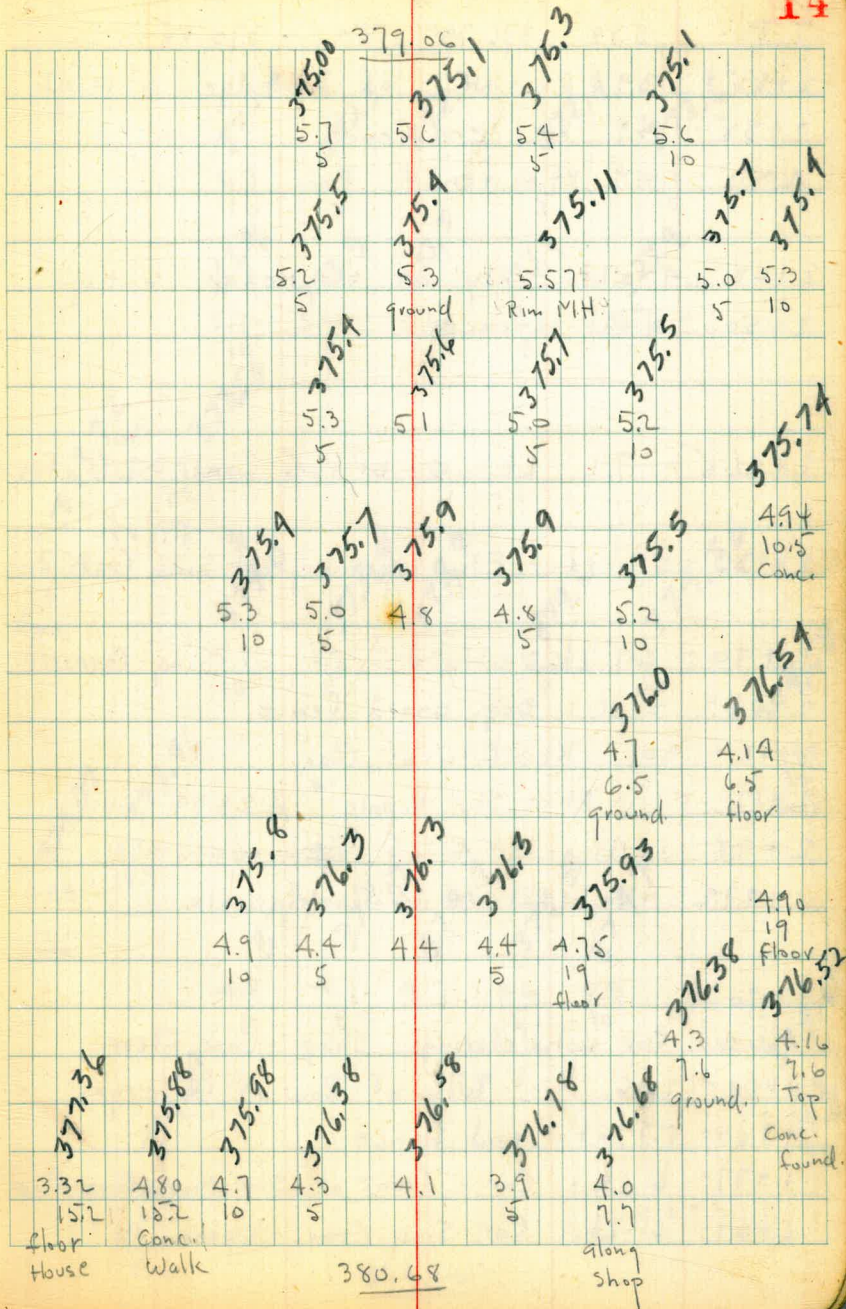 14
379.06
375.00 375.1 375.3 375.1
5.7 5.6 5.4 5.6
5 5 10
375.5 375.4 375.11 375.7 375.4
5.2 5.3 5.57 5.0 5.3
5 ground Rim M.H. 5 10
375.4 375.6 375.7 375.5
5.3 5.1 5.0 5.2
5 5 10
375.74
4.94
10.5
Conc.
375.4 375.7 375.9 375.9 375.5
5.3 5.0 4.8 4.8 5.2
10 5 5 10
376.0 376.54
4.7 4.14
6.5 6.5
ground. floor
375.8 376.3 376.3 376.3 375.93
4.9 4.4 4.4 4.4 4.75
10 5 5 19
floor
4.90
19
floor
376.38 376.52
4.3 4.16
7.6 7.6
ground. Top
Conc.
found.
377.36 375.88 375.98 376.38 376.58 376.78 376.68
3.32 4.80 4.7 4.3 4.1 3.9 4.0
15.2 15.2 10 5 5 7.7
floor Conc. along
House Walk Shop
380.68